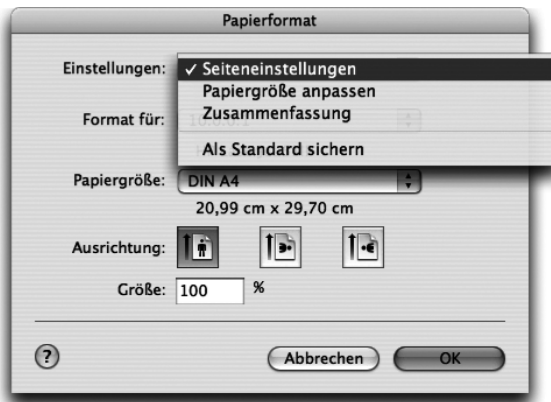 Papierformat
Einstellungen: ✓ Seiteneinstellungen
Papiergröße anpassen
Zusammenfassung
Als Standard sichern
Format für:
Papiergröße: DIN A4
20,99 cm x 29,70 cm
Ausrichtung:
Größe: 100 %
? Abbrechen OK